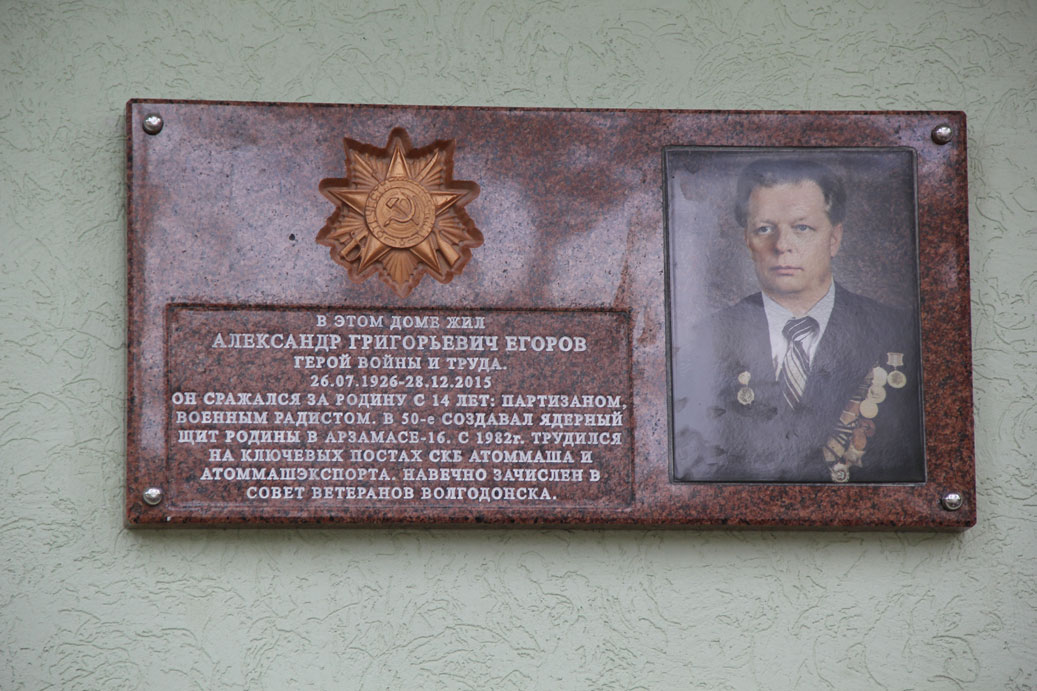 В ЭТОМ ДОМЕ ЖИЛ
АЛЕКСАНДР ГРИГОРЬЕВИЧ ЕГОРОВ
ГЕРОЙ ВОЙНЫ И ТРУДА.
26.07.1926-28.12.2015
ОН СРАЖАЛСЯ ЗА РОДИНУ С 14 ЛЕТ: ПАРТИЗАНОМ,
ВОЕННЫМ РАДИСТОМ. В 50-е СОЗДАВАЛ ЯДЕРНЫЙ
ЩИТ РОДИНЫ В АРЗАМАСЕ-16. С 1982г. ТРУДИЛСЯ
НА КЛЮЧЕВЫХ ПОСТАХ СКБ АТОММАША И
АТОММАШЭКСПОРТА. НАВЕЧНО ЗАЧИСЛЕН В
СОВЕТ ВЕТЕРАНОВ ВОЛГОДОНСКА.